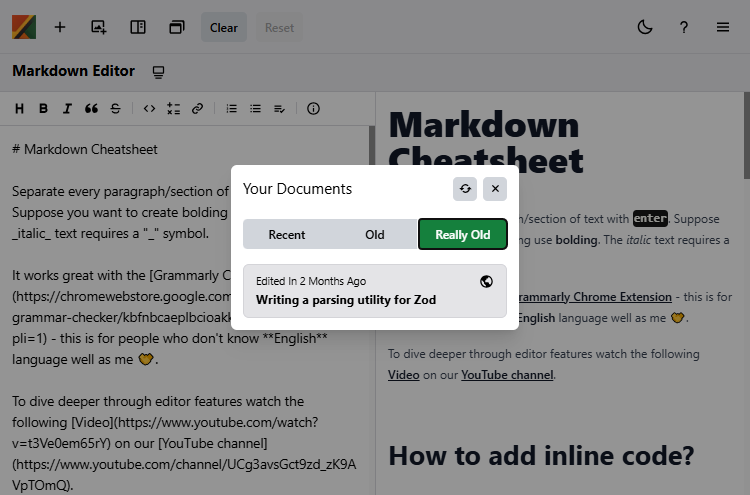 Clear
Reset
?
Markdown Editor
H B I S
# Markdown Cheatsheet
Separate every paragraph/section of
Suppose you want to create bolding
_italic_ text requires a "_" symbol.
It works great with the [Grammarly C
(https://chromewebstore.google.com
grammar-checker/kbfnbcaeplbcioakk
pli=1) - this is for people who don't know **English**
language well as me 🤝.
To dive deeper through editor features watch the
following [Video](https://www.youtube.com/watch?
v=t3Ve0em65rY) on our [YouTube channel]
(https://www.youtube.com/channel/UCg3avsGct9zd_zK9A
VpTOmQ).
Your Documents
Recent
Old
Really Old
Edited In 2 Months Ago
Writing a parsing utility for Zod
Markdown
Cheatsheet
n/section of text with enter. Suppose
ng use bolding. The italic text requires a
rammarly Chrome Extension - this is for
English language well as me 🤝.
To dive deeper through editor features watch the following
Video on our YouTube channel.
How to add inline code?